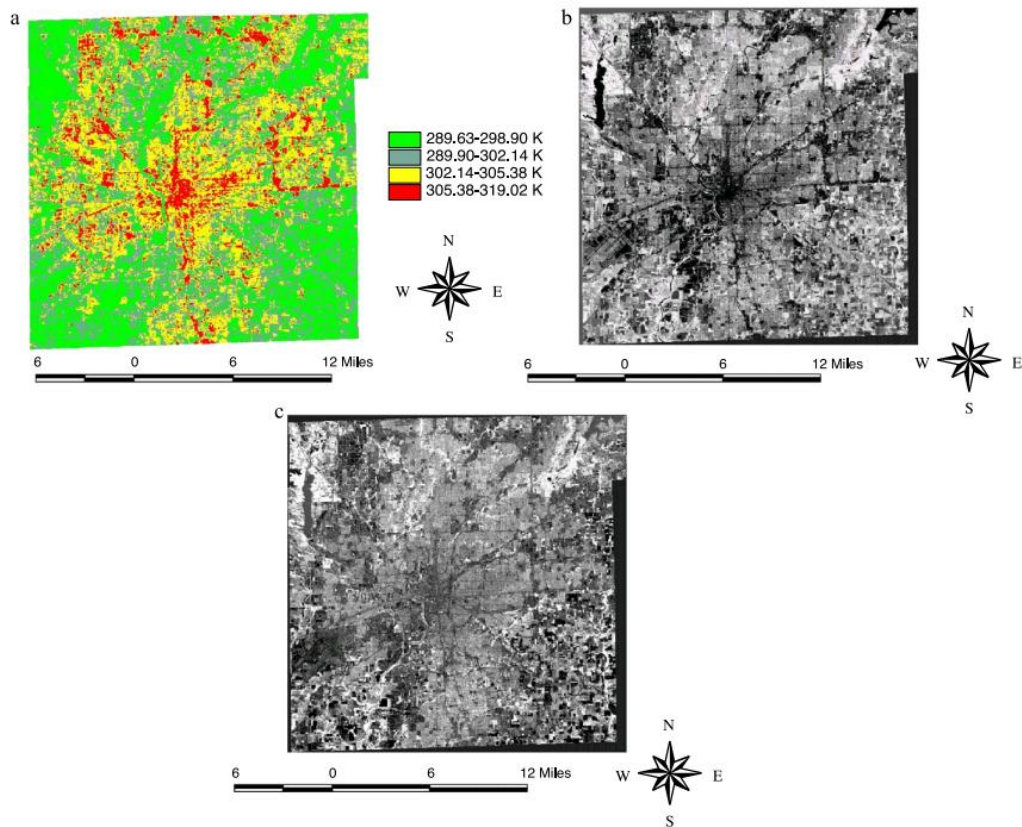 a
289.63-298.90 K
289.90-302.14 K
302.14-305.38 K
305.38-319.02 K
N
W E
S
6 0 6 12 Miles
b
N
W E
S
6 0 6 12 Miles
c
N
W E
S
6 0 6 12 Miles